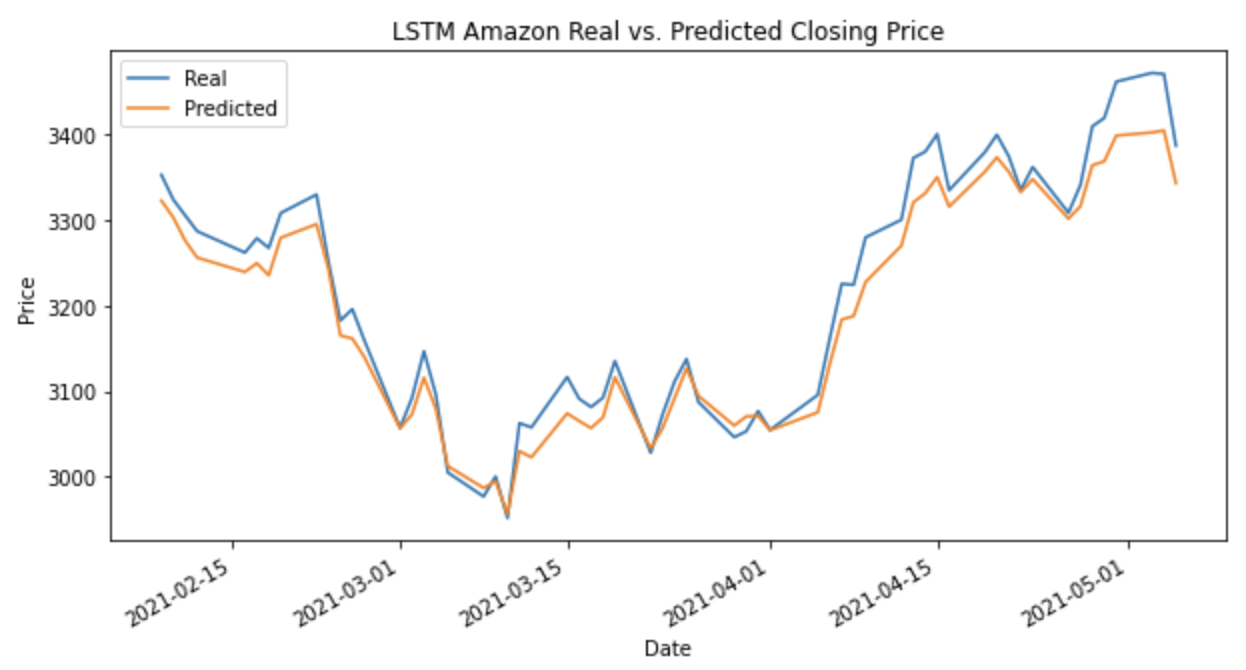 LSTM Amazon Real vs. Predicted Closing Price
Real
Predicted
3400
3300
3200
3100
3000
Price
2021-02-15
2021-03-01
2021-03-15
2021-04-01
2021-04-15
2021-05-01
Date